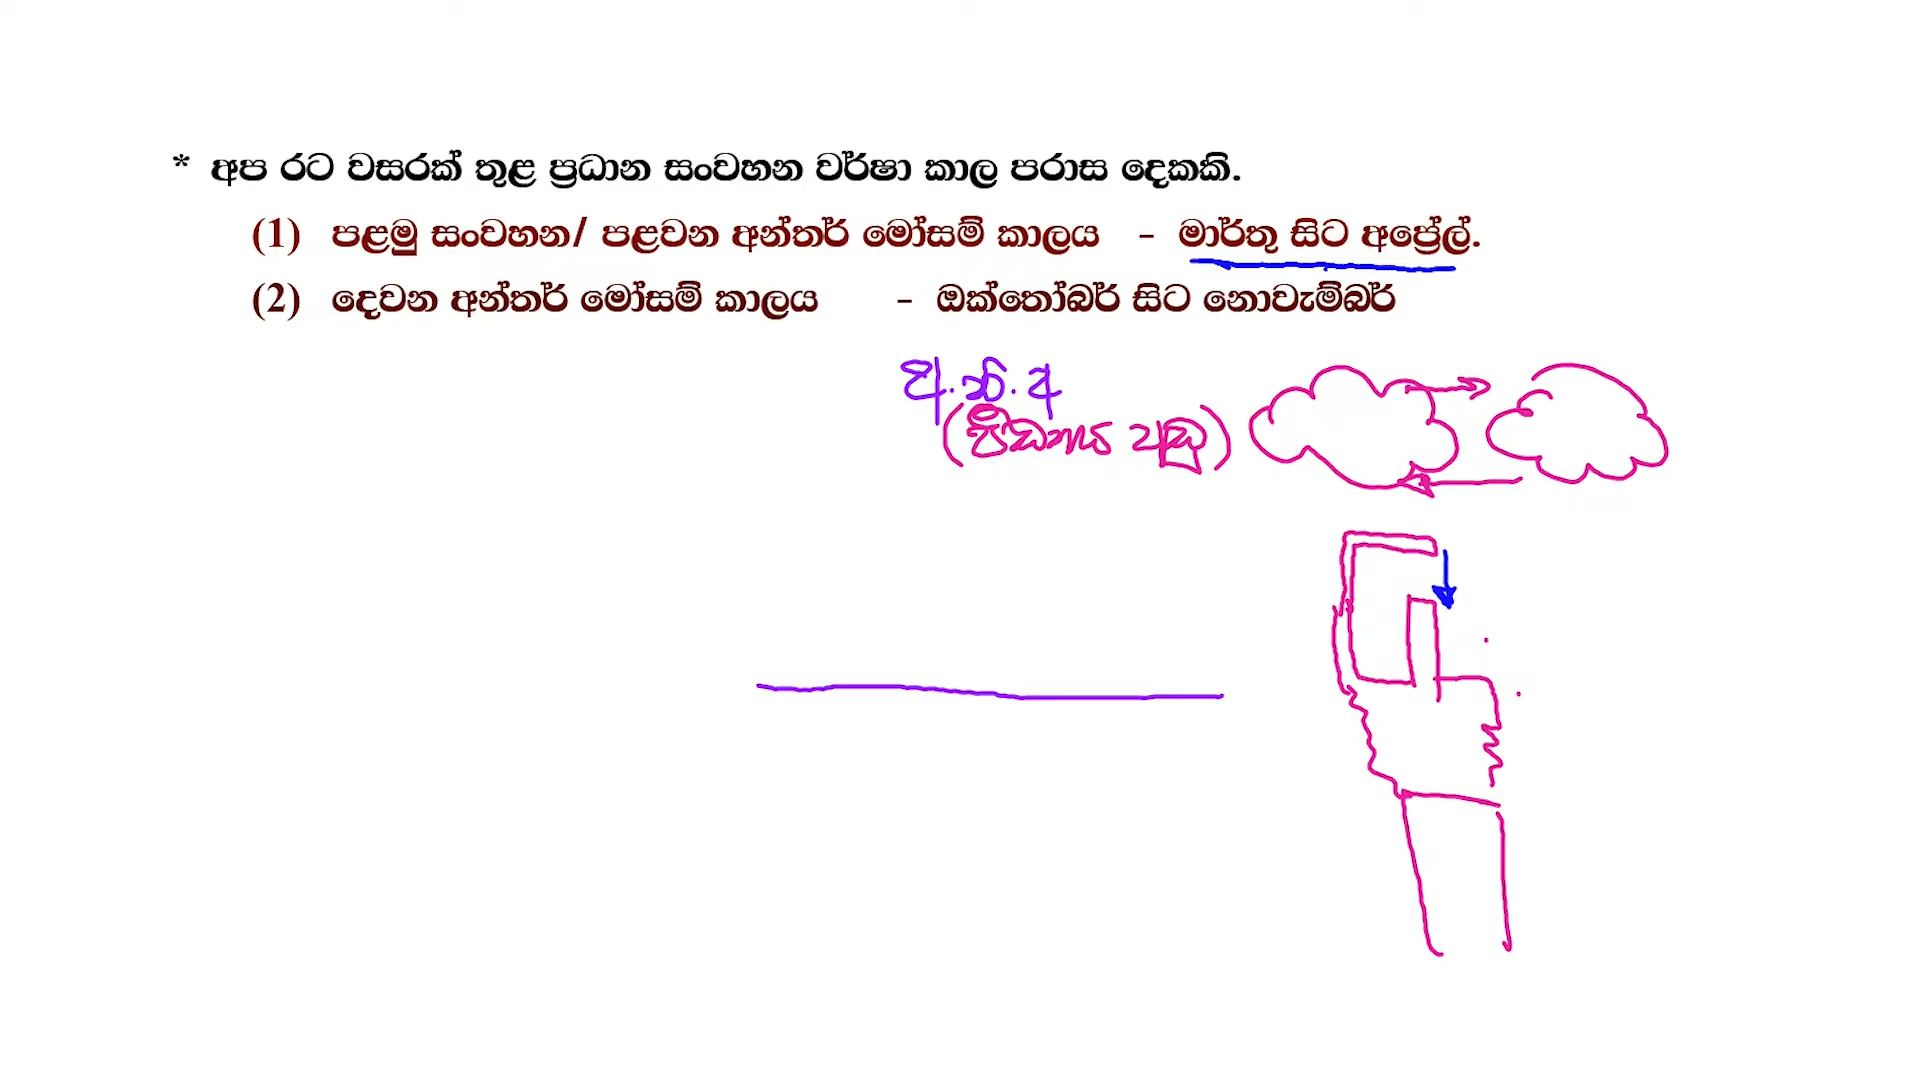 * අප රට වසරක් තුළ ප්‍රධාන සංවහන වර්ෂා කාල පරාස දෙකකි.
(1) පළමු සංවහන/ පළවන අන්තර් මෝසම් කාලය - මාර්තු සිට අප්‍රේල්.
(2) දෙවන අන්තර් මෝසම් කාලය - ඔක්තෝබර් සිට නොවැම්බර්
අ.නි.අ
(පීඩනය වැඩු)